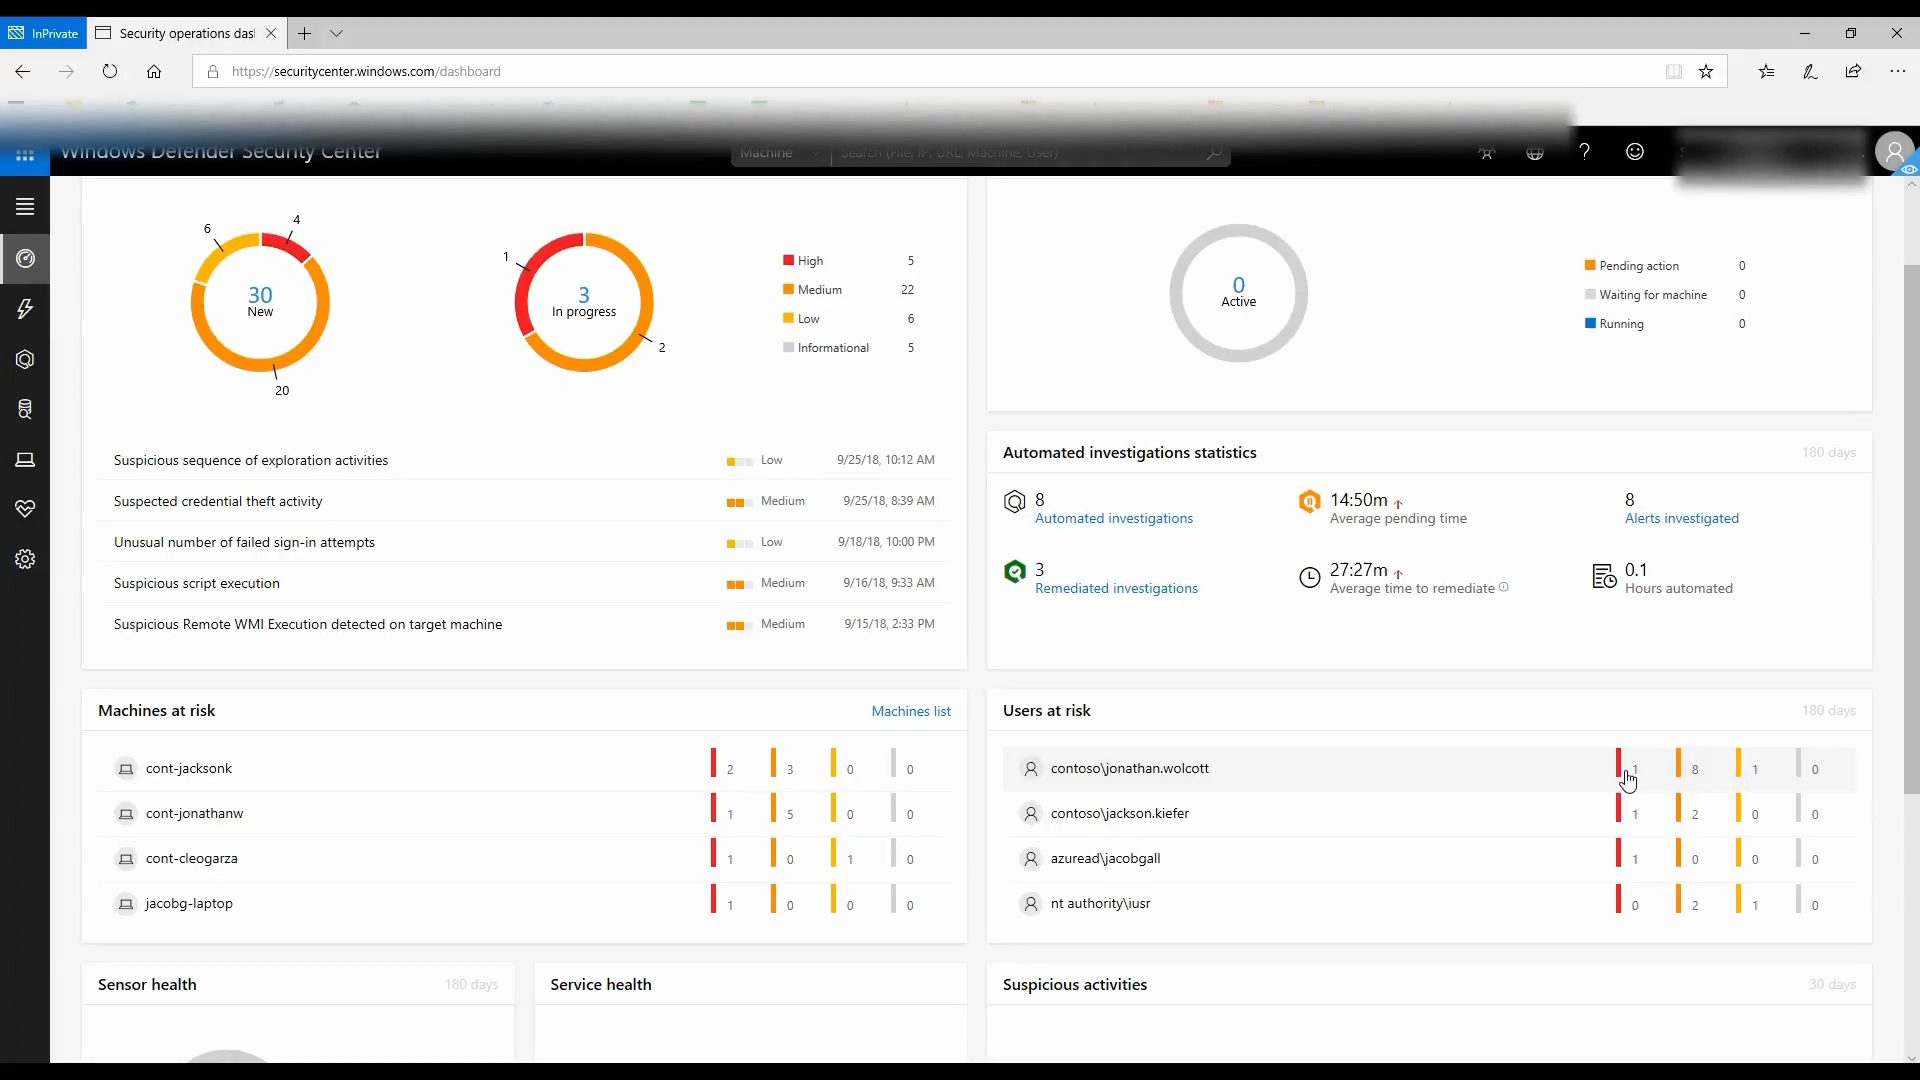 InPrivate
Security operations das
https://securitycenter.windows.com/dashboard
Windows Defender Security Center
Machine
Search (File, IP, URL, Machine, User)
6
4
30
New
20
1
3
In progress
2
High 5
Medium 22
Low 6
Informational 5
0
Active
Pending action 0
Waiting for machine 0
Running 0
Suspicious sequence of exploration activities Low 9/25/18, 10:12 AM
Suspected credential theft activity Medium 9/25/18, 8:39 AM
Unusual number of failed sign-in attempts Low 9/18/18, 10:00 PM
Suspicious script execution Medium 9/16/18, 9:33 AM
Suspicious Remote WMI Execution detected on target machine Medium 9/15/18, 2:33 PM
Automated investigations statistics 180 days
8
Automated investigations
14:50m
Average pending time
8
Alerts investigated
3
Remediated investigations
27:27m
Average time to remediate
0.1
Hours automated
Machines at risk Machines list
cont-jacksonk 2 3 0 0
cont-jonathanw 1 5 0 0
cont-cleogarza 1 0 1 0
jacobg-laptop 1 0 0 0
Users at risk 180 days
contoso\jonathan.wolcott 1 8 1 0
contoso\jackson.kiefer 1 2 0 0
azuread\jacobgall 1 0 0 0
nt authority\iusr 0 2 1 0
Sensor health 180 days
Service health
Suspicious activities 30 days